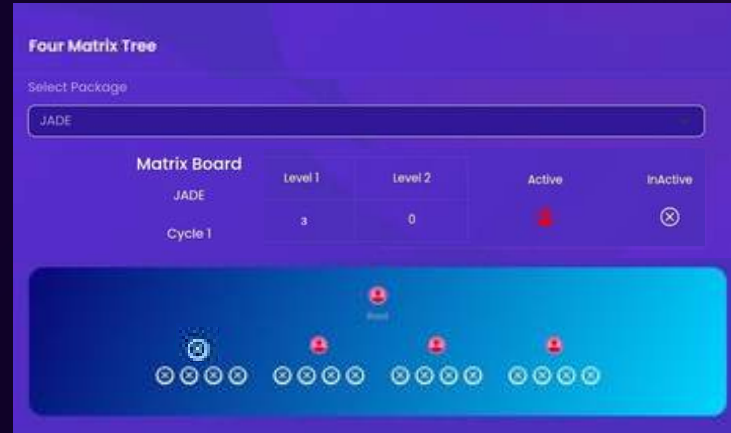 Four Matrix Tree
Select Package
JADE
Matrix Board
JADE
Cycle 1
Level 1
Level 2
Active
InActive
3
0